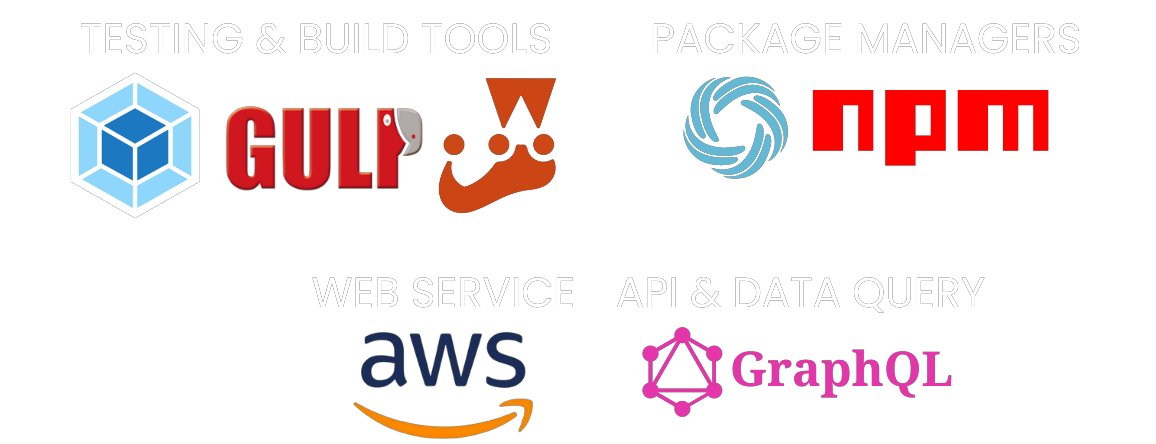 TESTING & BUILD TOOLS
PACKAGE MANAGERS
GULP
npm
WEB SERVICE
API & DATA QUERY
aws
GraphQL